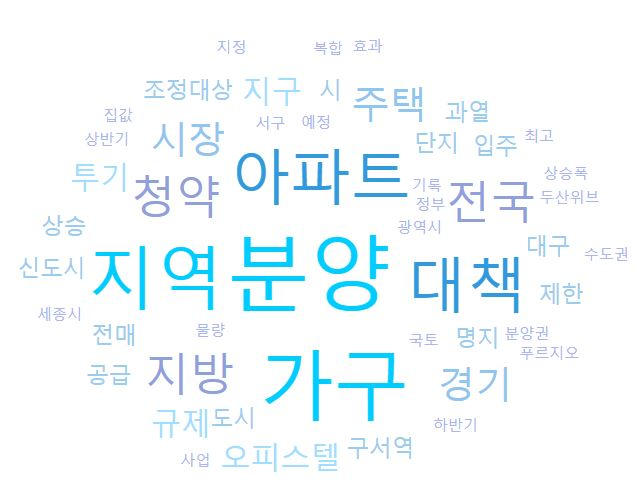 지정 복합 효과
조정대상 지구 시 주택 과열
집값 상반기 시장 서구 예정 단지 입주 최고
투기 청약 아파트 기록 정부 전국 상승폭 두산위브
상승 광역시 대구 수도권
신도시 지역 분양 대책 제한
세종시 전매 물량 국토 명지 분양권 푸르지오
공급 지방 가구 경기
규제 도시 하반기
사업 오피스텔 구서역